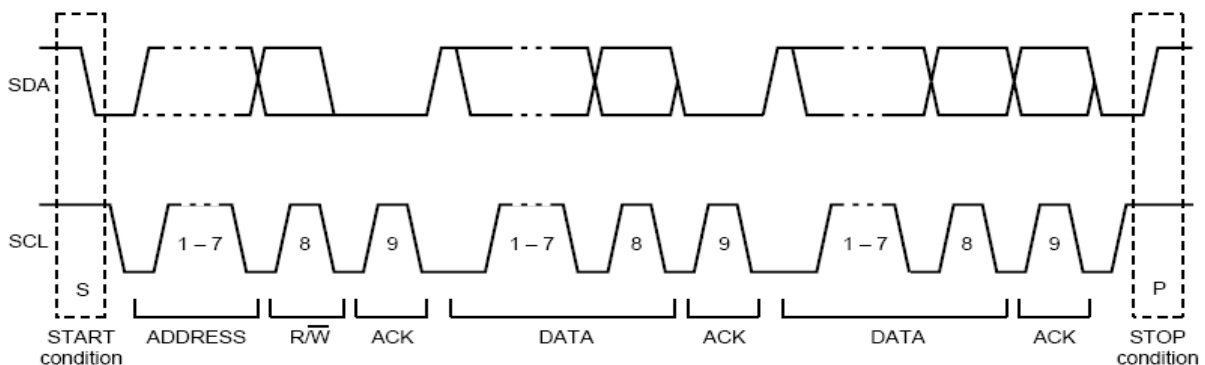 SDA
SCL
1 – 7 8 9 1 – 7 8 9 1 – 7 8 9
S P
START ADDRESS R/W̅ ACK DATA ACK DATA ACK STOP
condition condition